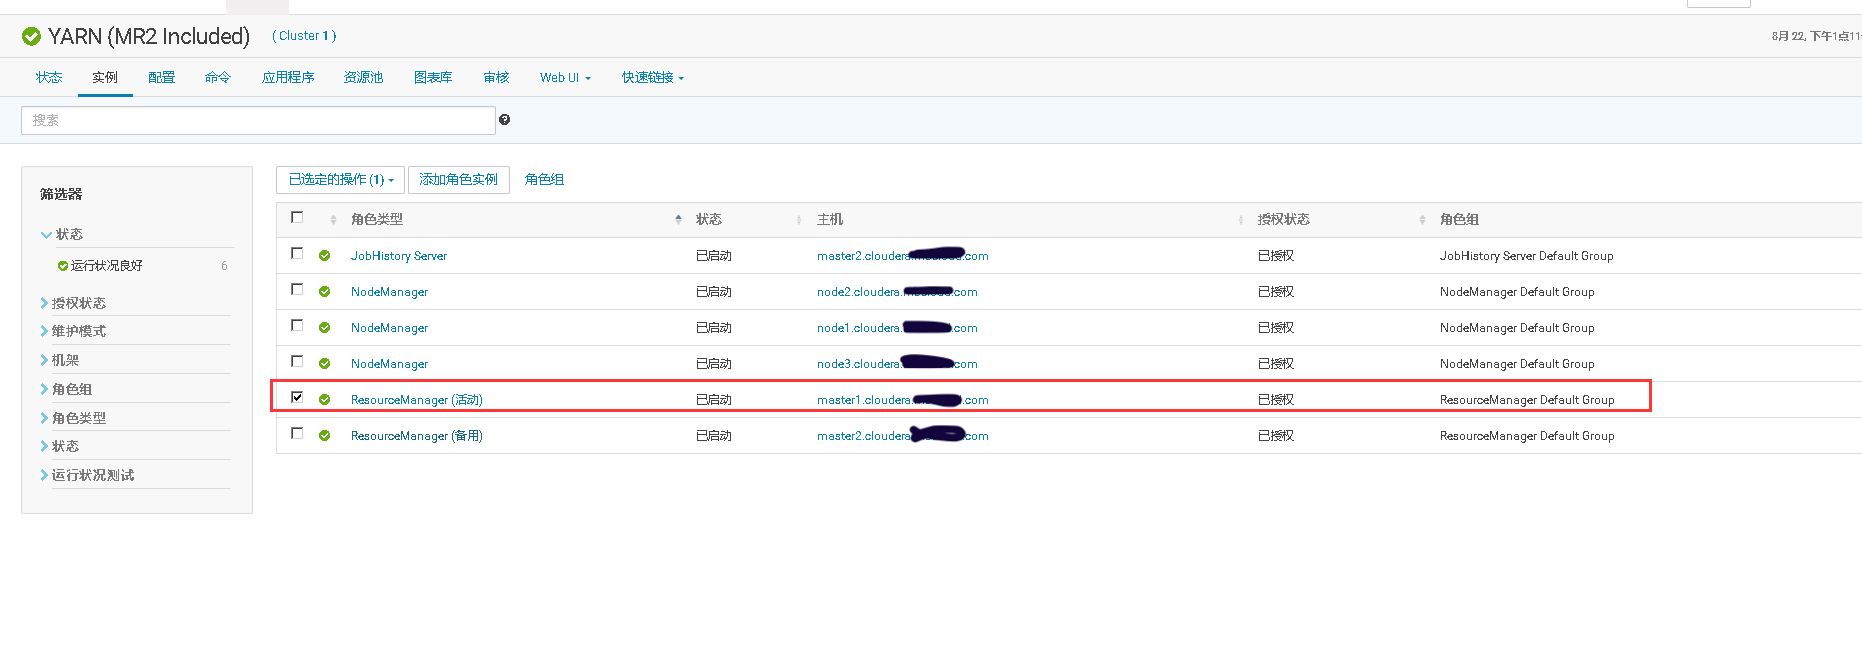 YARN (MR2 Included) ( Cluster 1 )
8月 22, 下午1点11
状态 实例 配置 命令 应用程序 资源池 图表库 审核 Web UI 快速链接
搜索
筛选器
状态
运行状况良好 6
授权状态
维护模式
机架
角色组
角色类型
状态
运行状况测试
已选定的操作 (1) 添加角色实例 角色组
角色类型 状态 主机 授权状态 角色组
JobHistory Server 已启动 master2.cloudera com 已授权 JobHistory Server Default Group
NodeManager 已启动 node2.cloudera. .com 已授权 NodeManager Default Group
NodeManager 已启动 node1.cloudera. .com 已授权 NodeManager Default Group
NodeManager 已启动 node3.cloudera. com 已授权 NodeManager Default Group
ResourceManager (活动) 已启动 master1.cloudera. .com 已授权 ResourceManager Default Group
ResourceManager (备用) 已启动 master2.cloudera com 已授权 ResourceManager Default Group